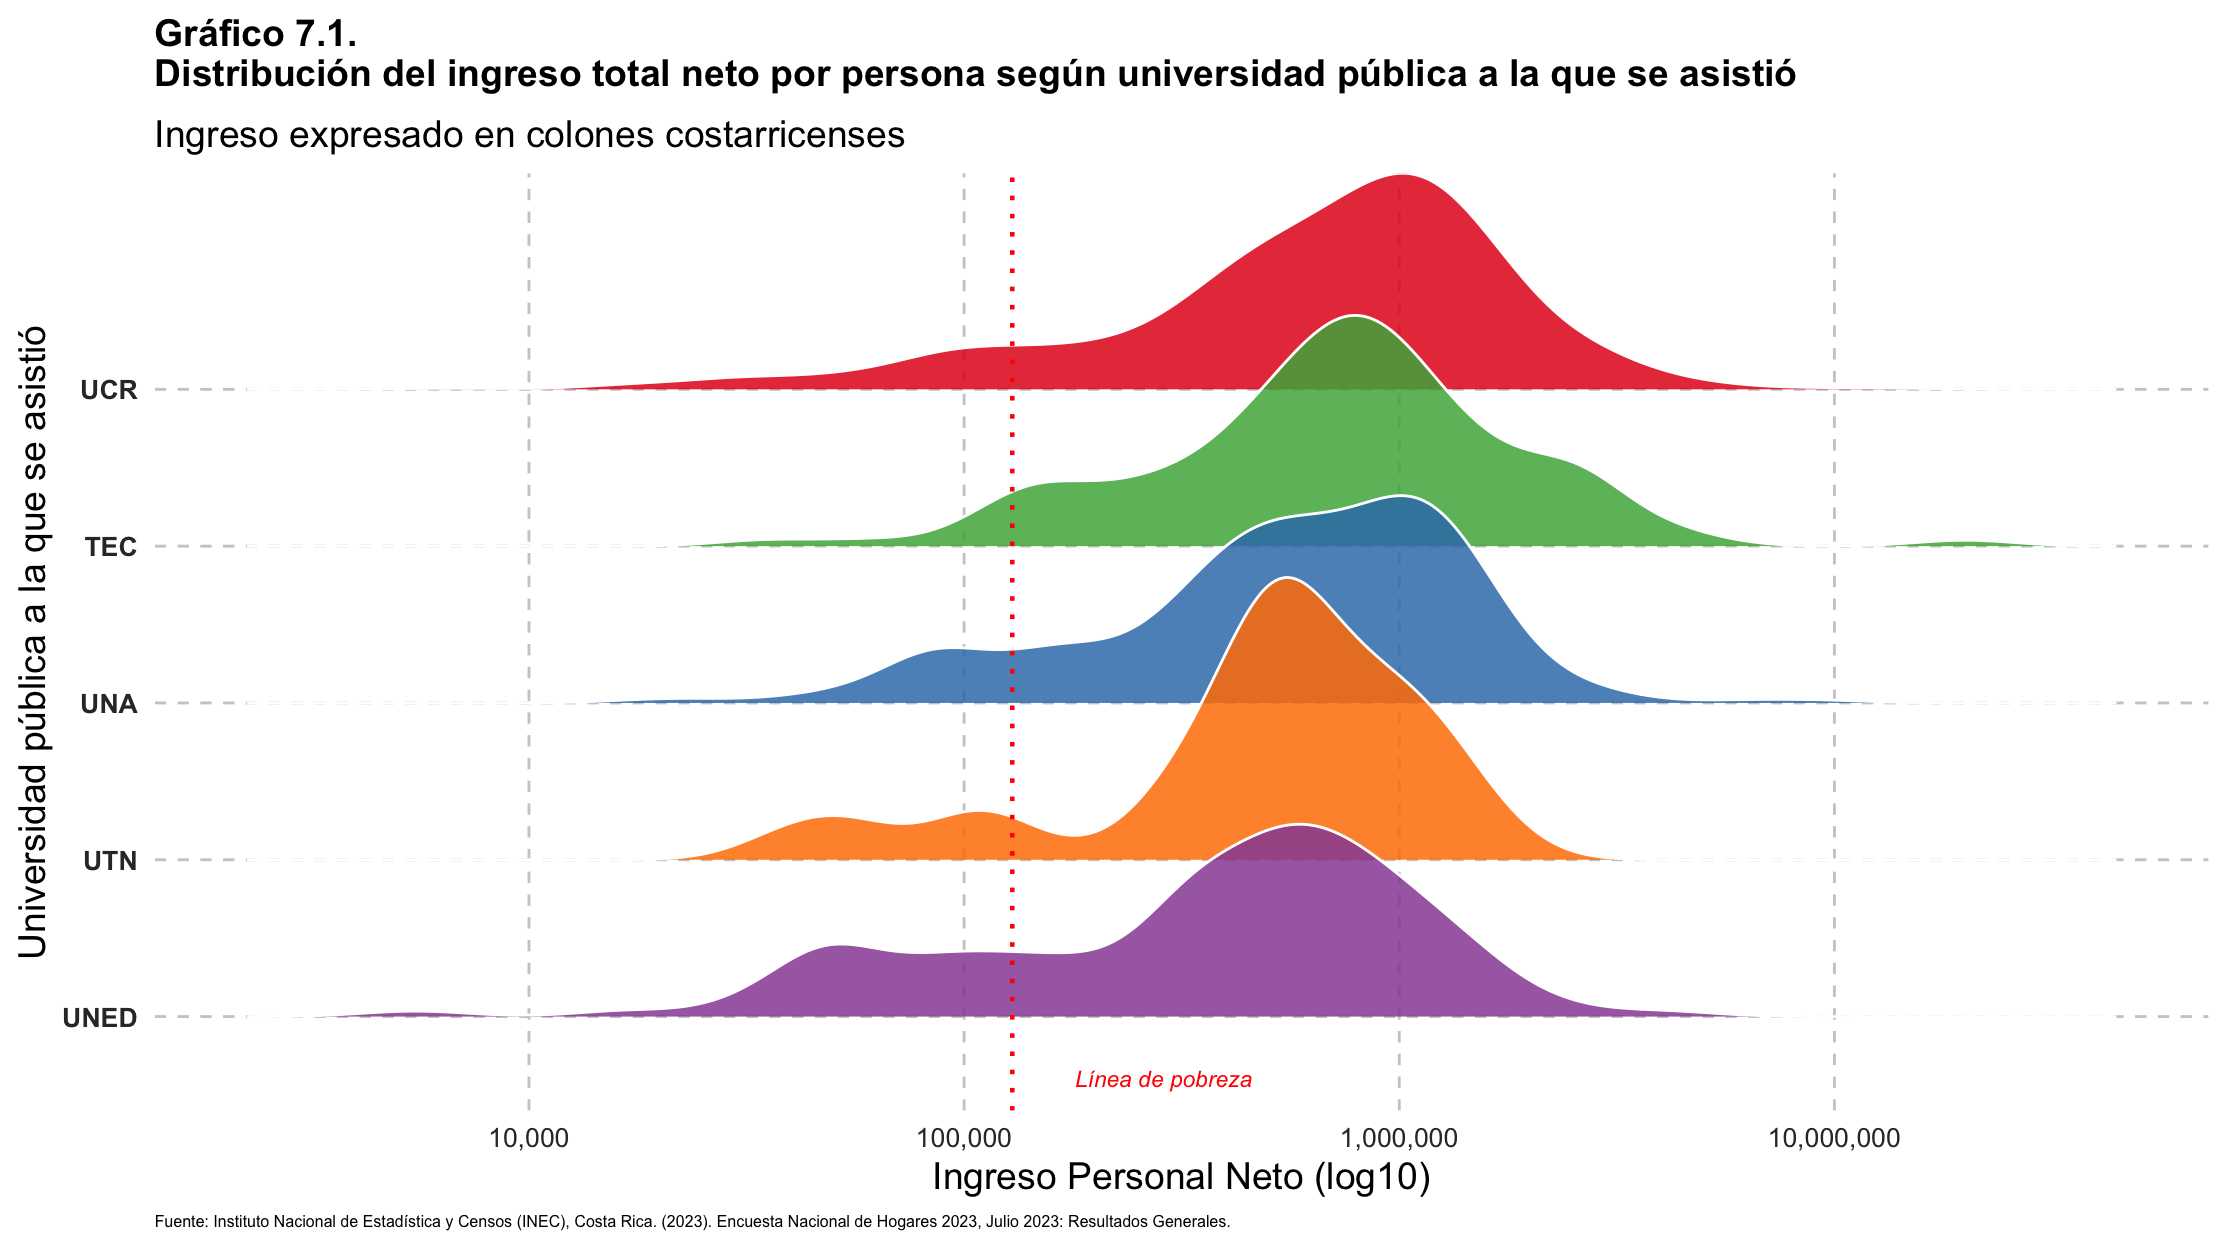 Gráfico 7.1.
Distribución del ingreso total neto por persona según universidad pública a la que se asistió
Ingreso expresado en colones costarricenses
Universidad pública a la que se asistió
UCR
TEC
UNA
UTN
UNED
Línea de pobreza
10,000
100,000
1,000,000
10,000,000
Ingreso Personal Neto (log10)
Fuente: Instituto Nacional de Estadística y Censos (INEC), Costa Rica. (2023). Encuesta Nacional de Hogares 2023, Julio 2023: Resultados Generales.